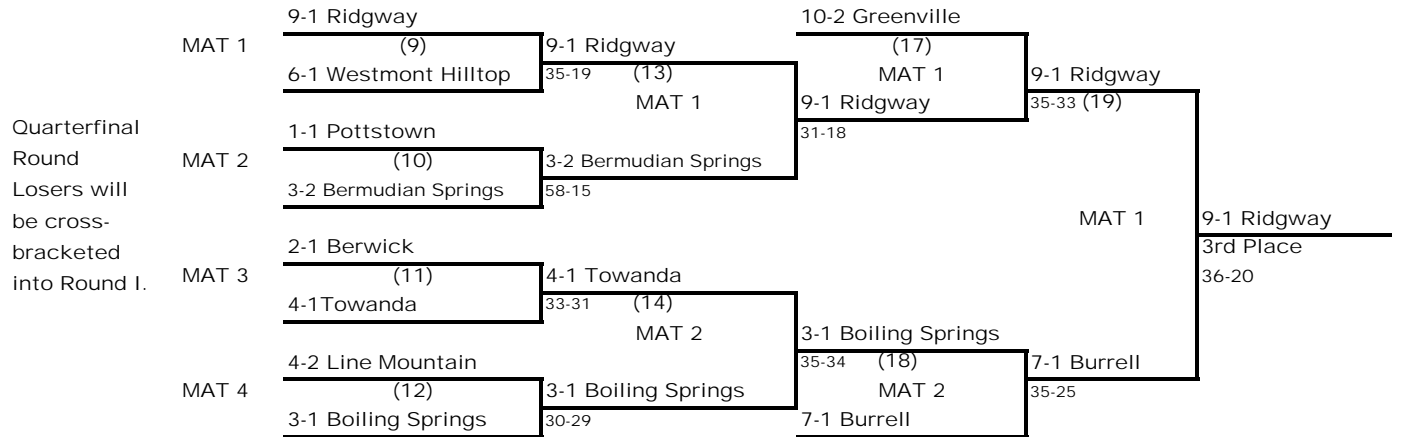 9-1 Ridgway
10-2 Greenville
MAT 1
(9)
9-1 Ridgway
(17)
6-1 Westmont Hilltop
35-19
(13)
MAT 1
9-1 Ridgway
MAT 1
9-1 Ridgway
35-33 (19)
Quarterfinal
Round
Losers will
be cross-
bracketed
into Round I.
1-1 Pottstown
31-18
MAT 2
(10)
3-2 Bermudian Springs
3-2 Bermudian Springs
58-15
MAT 1
9-1 Ridgway
3rd Place
36-20
2-1 Berwick
MAT 3
(11)
4-1 Towanda
4-1Towanda
33-31
(14)
MAT 2
3-1 Boiling Springs
4-2 Line Mountain
35-34
(18)
7-1 Burrell
MAT 4
(12)
3-1 Boiling Springs
MAT 2
35-25
3-1 Boiling Springs
30-29
7-1 Burrell